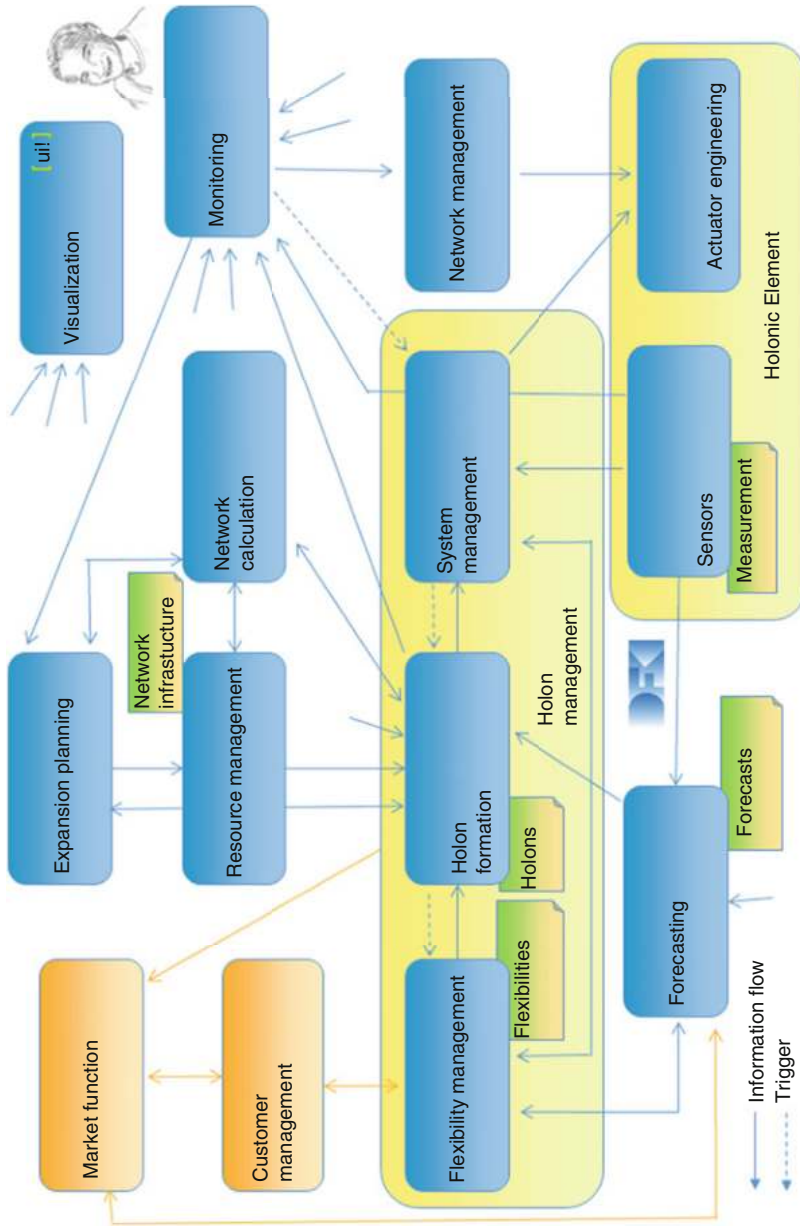 Market function
Expansion planning
Visualization
[ui!]
Customer
management
Resource management
Network
infrastucture
Network
calculation
Monitoring
Flexibility management
Flexibilities
Holon
formation
Holons
Holon
management
System
management
Network management
Forecasting
Forecasts
Sensors
Measurement
Actuator engineering
Holonic Element
Information flow
Trigger